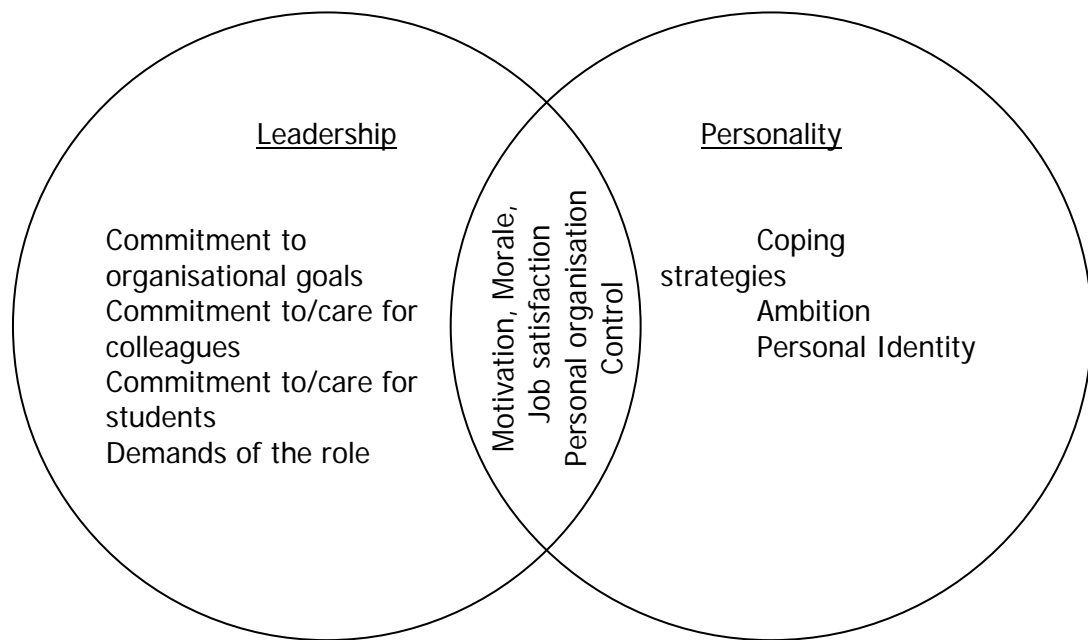 Leadership
Commitment to
organisational goals
Commitment to/care for
colleagues
Commitment to/care for
students
Demands of the role
Motivation, Morale,
Job satisfaction
Personal organisation
Control
Personality
Coping
strategies
Ambition
Personal Identity